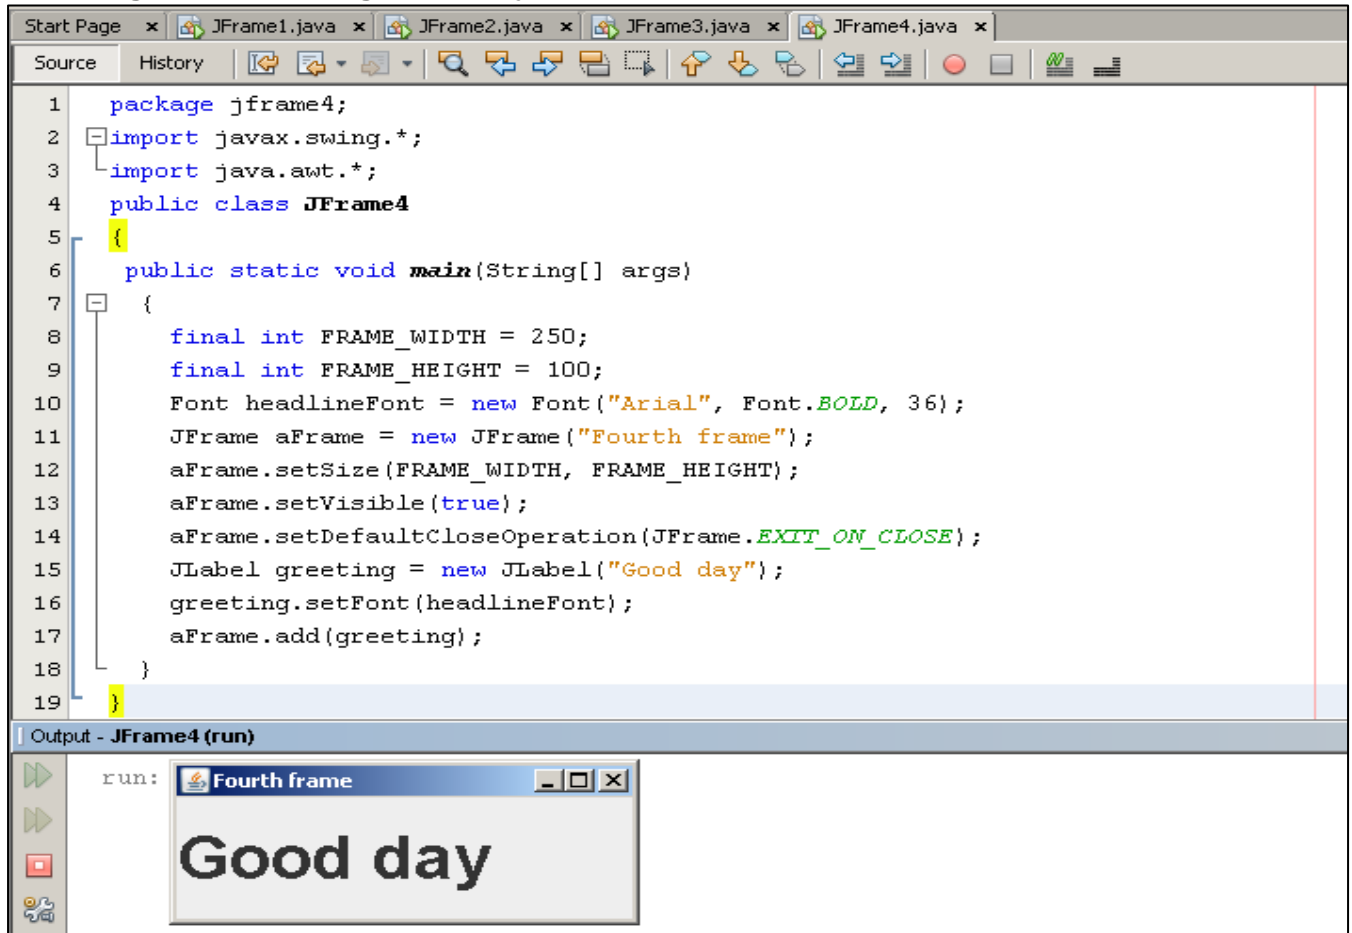 Start Page JFrame1.java JFrame2.java JFrame3.java JFrame4.java
Source History
1 package jframe4;
2 import javax.swing.*;
3 import java.awt.*;
4 public class JFrame4
5 {
6 public static void main(String[] args)
7 {
8 final int FRAME_WIDTH = 250;
9 final int FRAME_HEIGHT = 100;
10 Font headlineFont = new Font("Arial", Font.BOLD, 36);
11 JFrame aFrame = new JFrame("Fourth frame");
12 aFrame.setSize(FRAME_WIDTH, FRAME_HEIGHT);
13 aFrame.setVisible(true);
14 aFrame.setDefaultCloseOperation(JFrame.EXIT_ON_CLOSE);
15 JLabel greeting = new JLabel("Good day");
16 greeting.setFont(headlineFont);
17 aFrame.add(greeting);
18 }
19 }
Output - JFrame4 (run)
run: Fourth frame
Good day